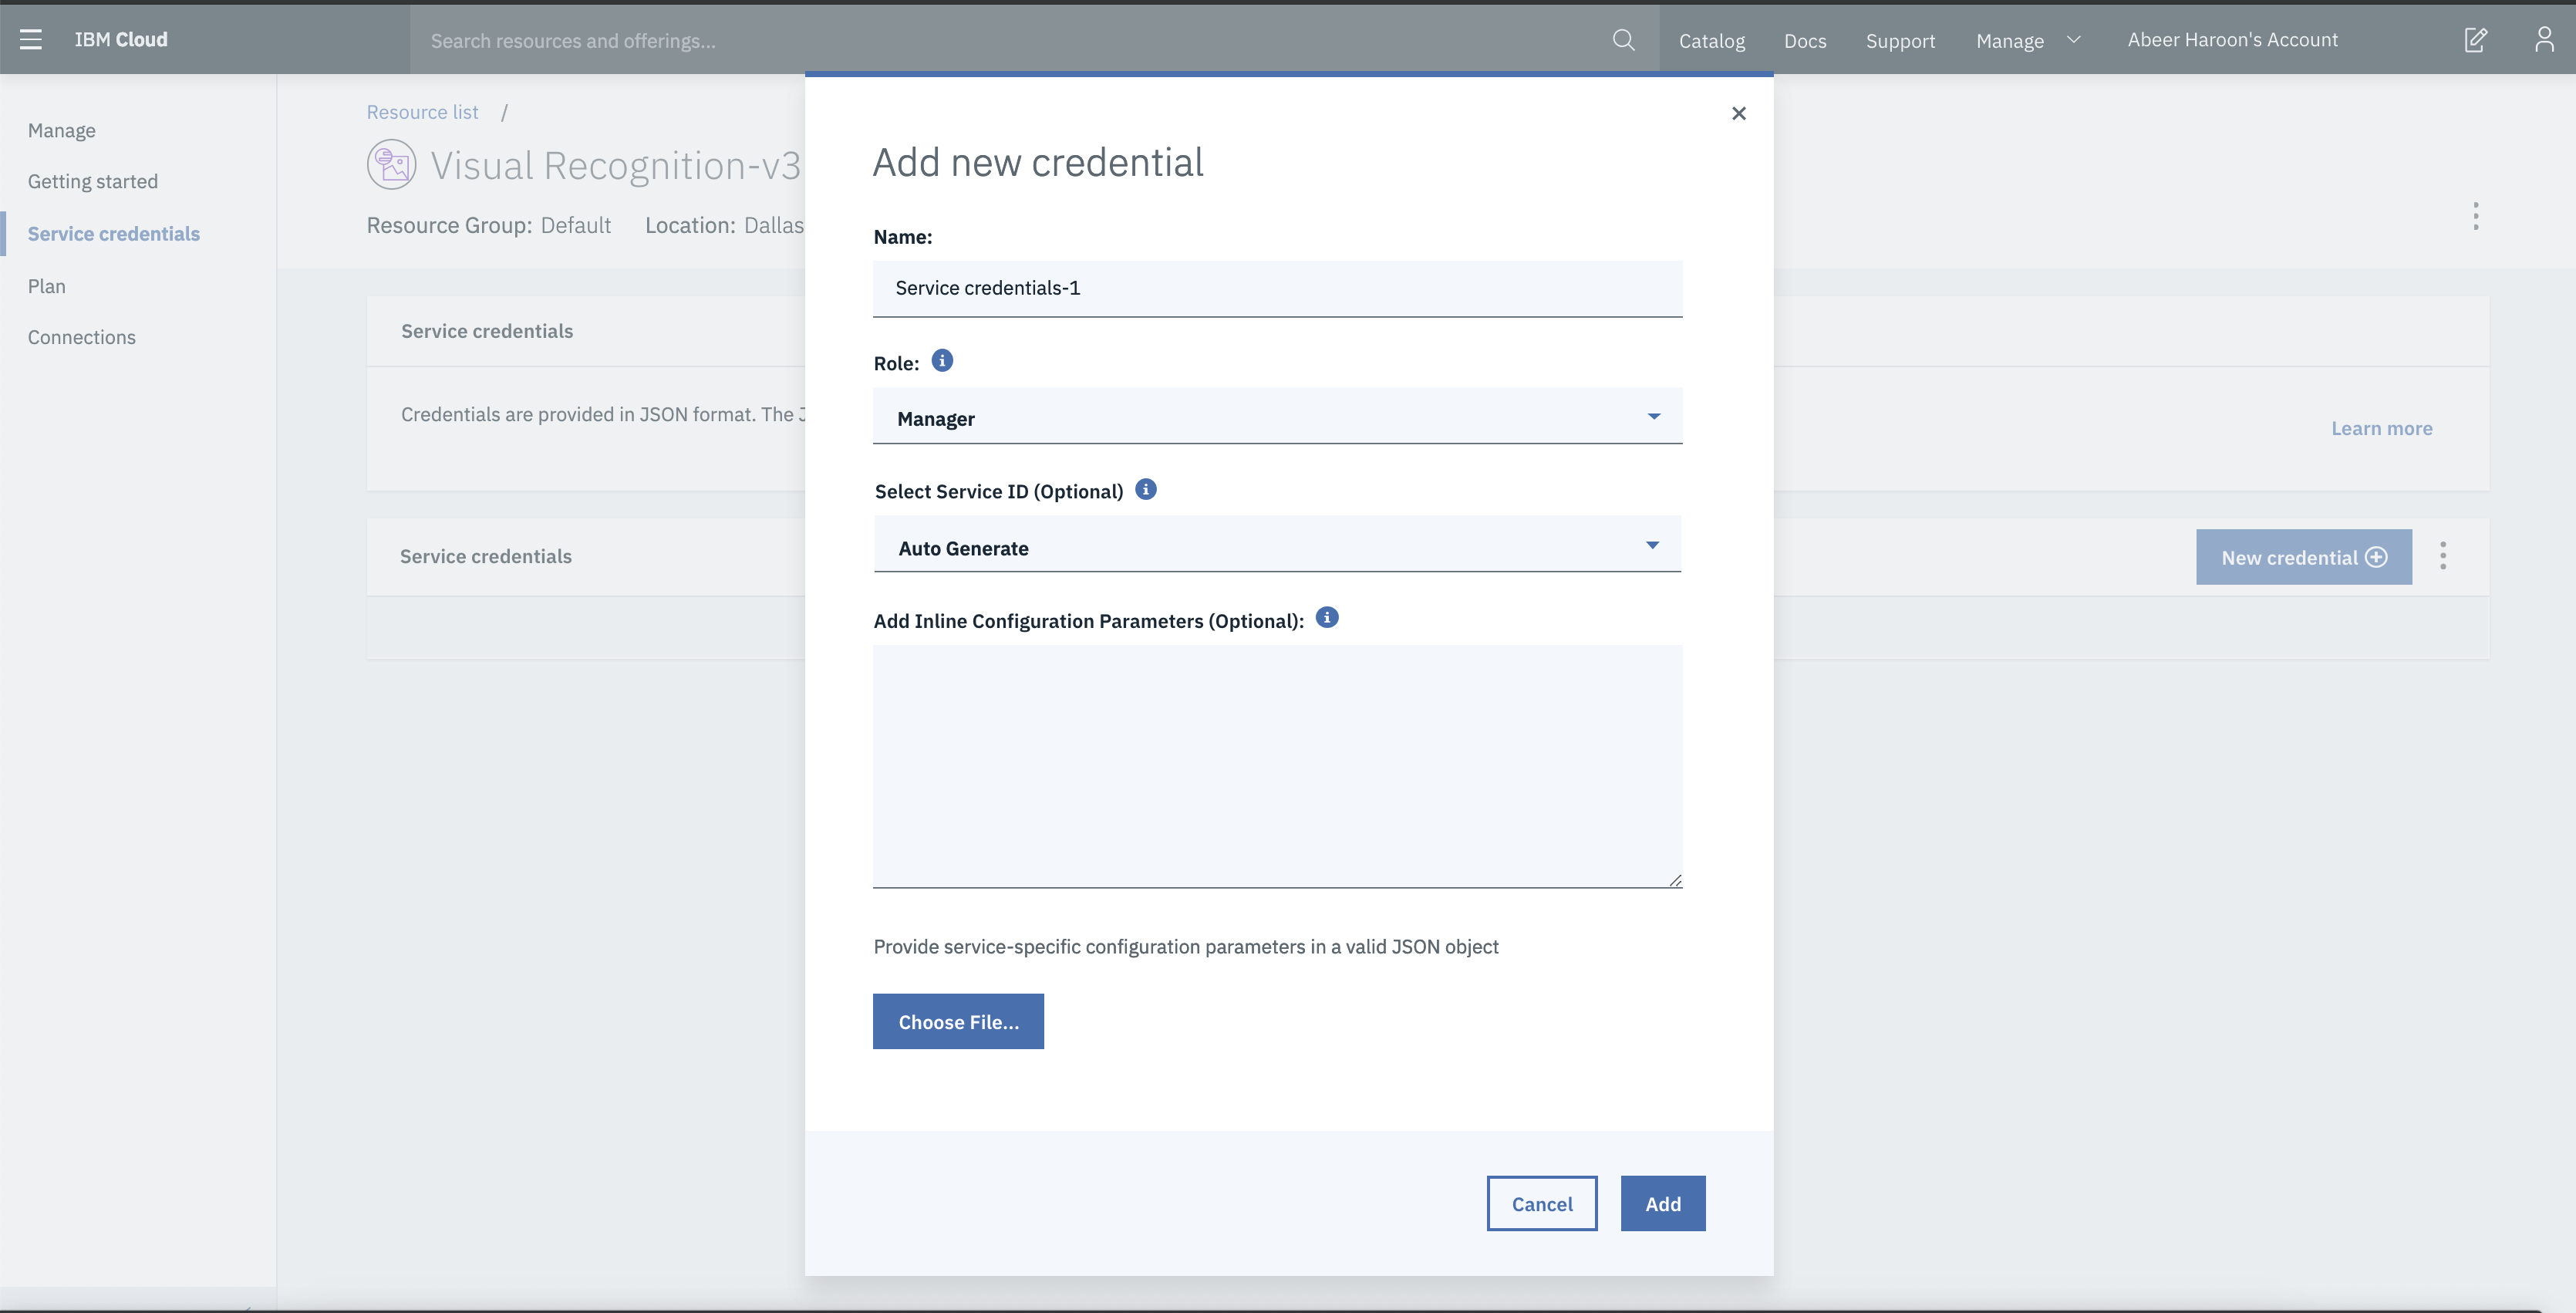 IBM Cloud
Search resources and offerings...
Catalog
Docs
Support
Manage
Abeer Haroon's Account
Manage
Getting started
Service credentials
Plan
Connections
Resource list /
Visual Recognition-v3
Resource Group: Default Location: Dallas
Service credentials
Credentials are provided in JSON format. The J
Learn more
Service credentials
New credential
Add new credential
Name:
Service credentials-1
Role:
Manager
Select Service ID (Optional)
Auto Generate
Add Inline Configuration Parameters (Optional):
Provide service-specific configuration parameters in a valid JSON object
Choose File...
Cancel
Add